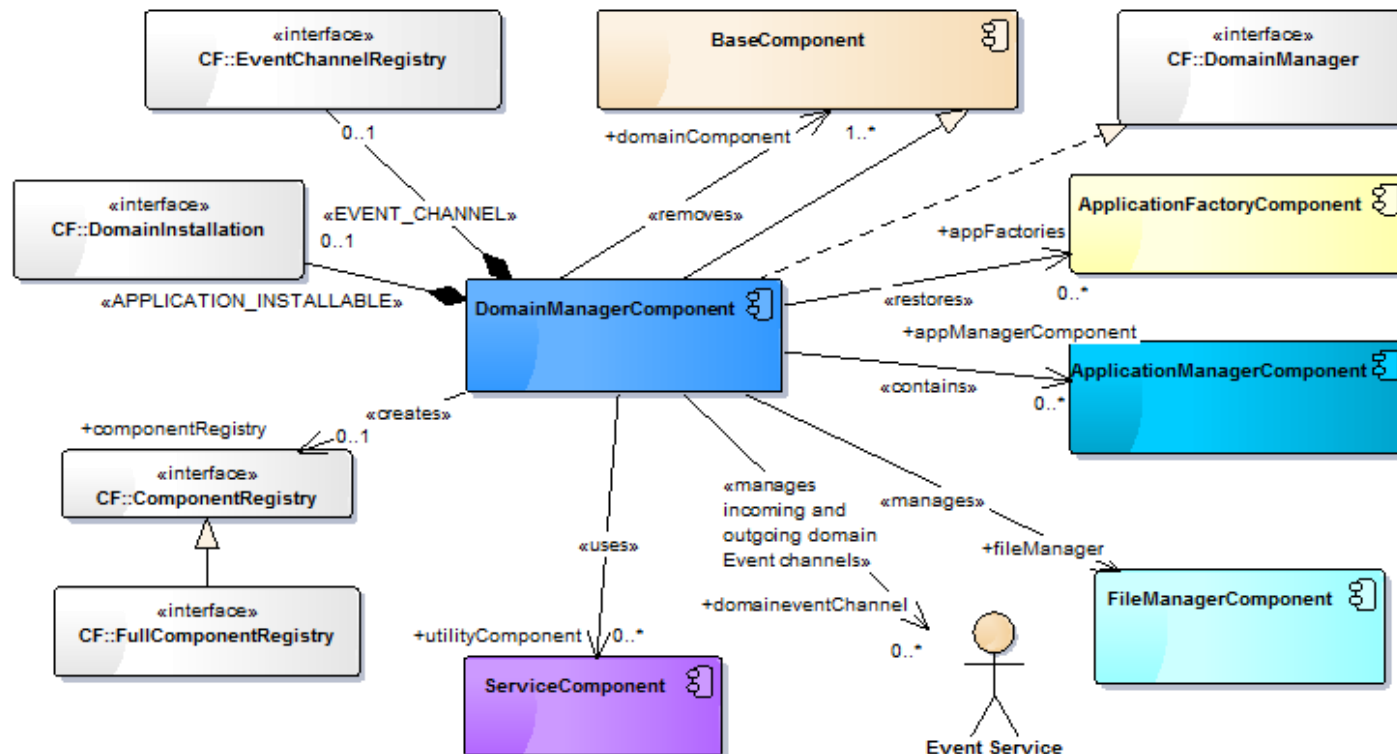 «interface»
CF::EventChannelRegistry
BaseComponent
«interface»
CF::DomainManager
0..1
+domainComponent
1..*
«interface»
CF::DomainInstallation
«EVENT_CHANNEL»
0..1
«removes»
ApplicationFactoryComponent
+appFactories
«APPLICATION_INSTALLABLE»
DomainManagerComponent
«restores»
0..*
+appManagerComponent
ApplicationManagerComponent
«contains»
0..*
«creates»
+componentRegistry
0..1
«interface»
CF::ComponentRegistry
«manages
incoming and
outgoing domain
Event channels»
«manages»
«uses»
+fileManager
«interface»
CF::FullComponentRegistry
+domaineventChannel
FileManagerComponent
+utilityComponent
0..*
0..*
ServiceComponent
Event Service